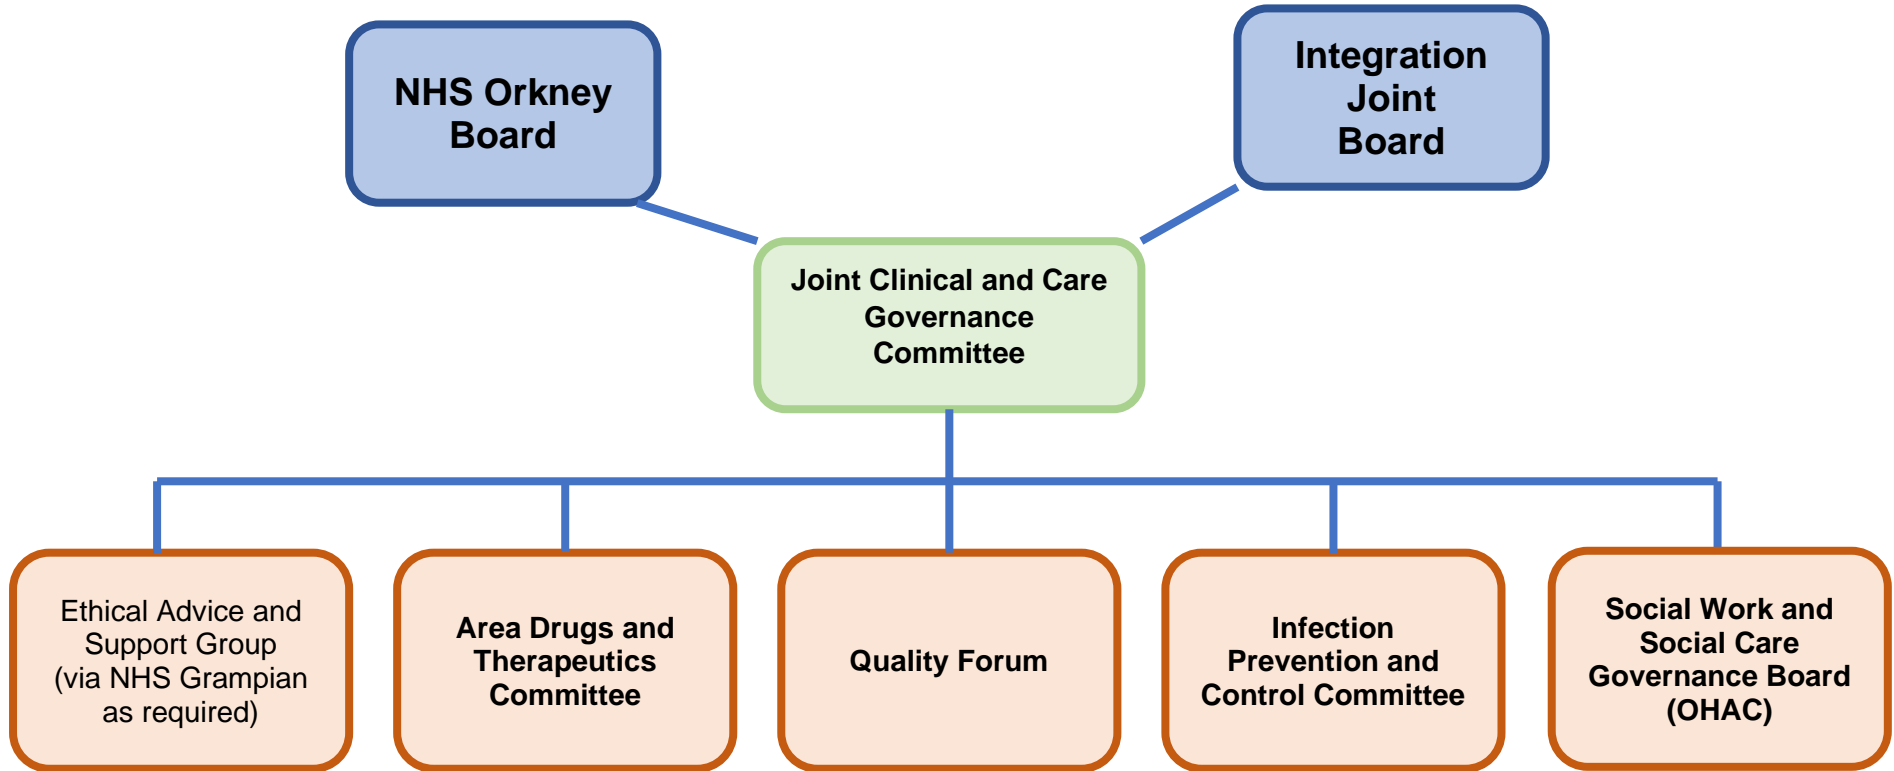 NHS Orkney
Board
Integration
Joint
Board
Joint Clinical and Care
Governance
Committee
Ethical Advice and
Support Group
(via NHS Grampian
as required)
Area Drugs and
Therapeutics
Committee
Quality Forum
Infection
Prevention and
Control Committee
Social Work and
Social Care
Governance Board
(OHAC)